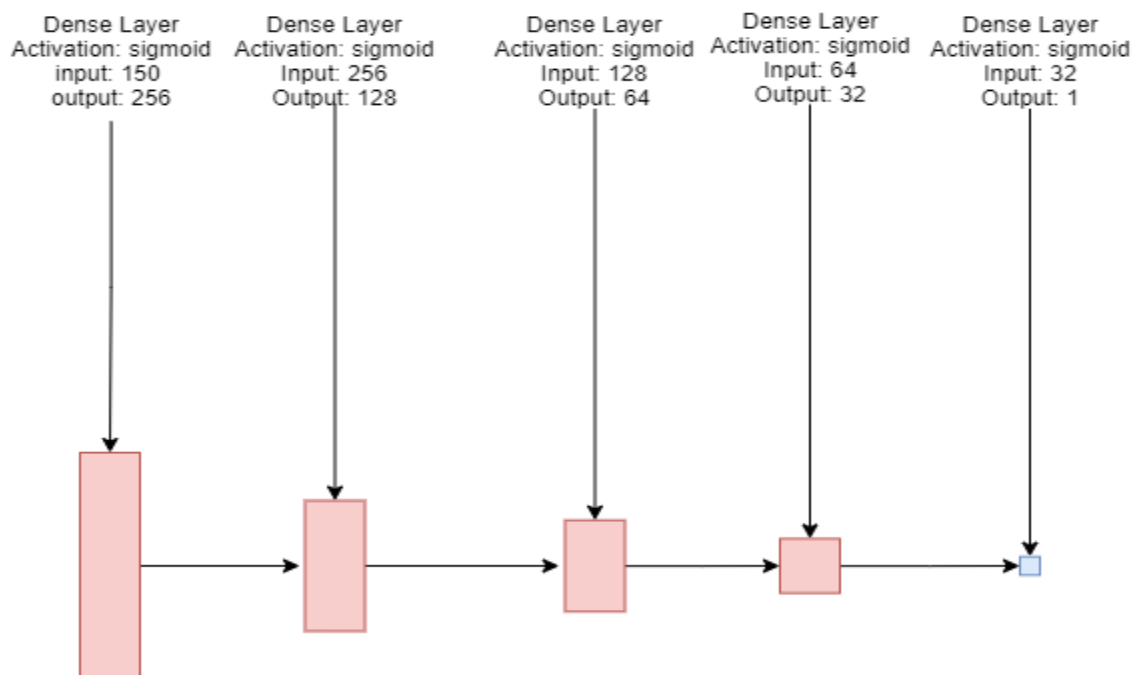 Dense Layer
Activation: sigmoid
input: 150
output: 256
Dense Layer
Activation: sigmoid
Input: 256
Output: 128
Dense Layer
Activation: sigmoid
Input: 128
Output: 64
Dense Layer
Activation: sigmoid
Input: 64
Output: 32
Dense Layer
Activation: sigmoid
Input: 32
Output: 1